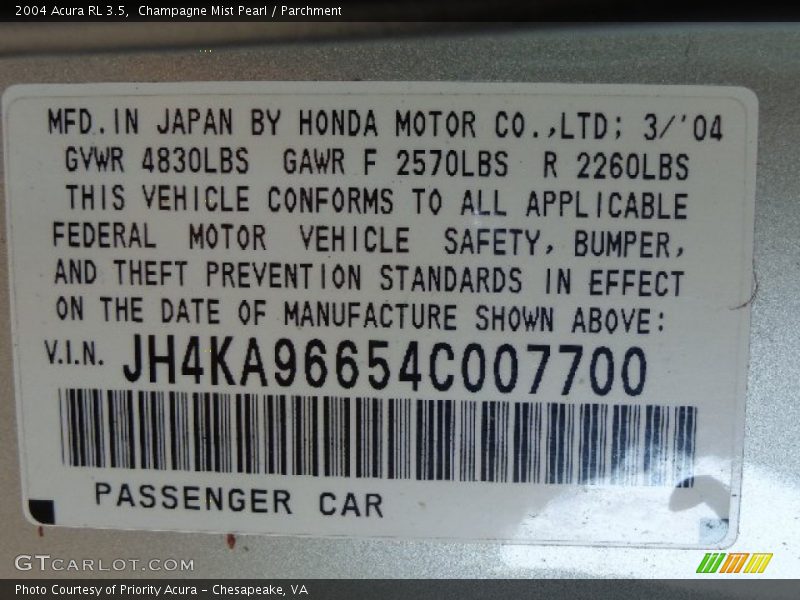 2004 Acura RL 3.5,  Champagne Mist Pearl / Parchment
MFD.IN JAPAN BY HONDA MOTOR CO.,LTD; 3/'04
GVWR 4830LBS GAWR F 2570LBS R 2260LBS
THIS VEHICLE CONFORMS TO ALL APPLICABLE
FEDERAL MOTOR VEHICLE SAFETY, BUMPER,
AND THEFT PREVENTION STANDARDS IN EFFECT
ON THE DATE OF MANUFACTURE SHOWN ABOVE:
V.I.N. JH4KA96654C007700
PASSENGER CAR
GTCARLOT.COM
Photo Courtesy of Priority Acura – Chesapeake, VA